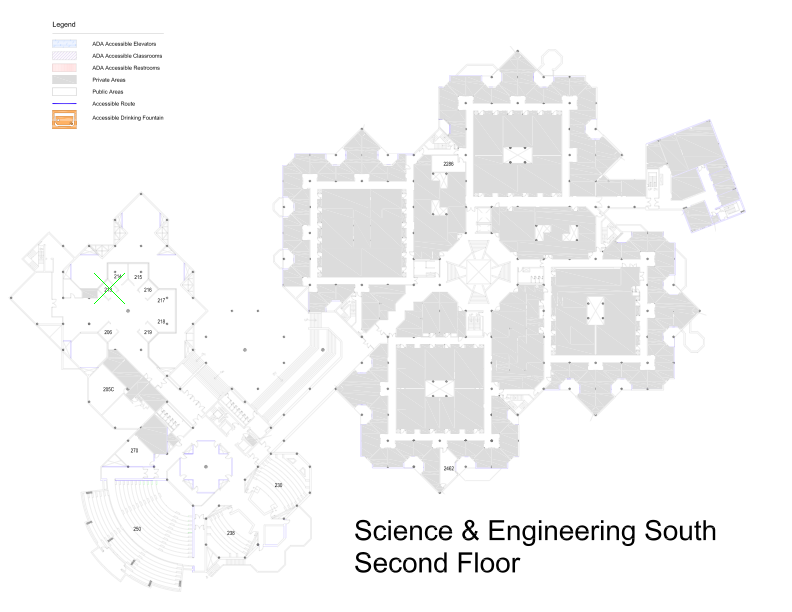 Legend
ADA Accessible Elevators
ADA Accessible Classrooms
ADA Accessible Restrooms
Private Areas
Public Areas
Accessible Route
Accessible Drinking Fountain
2286
214
215
213
216
217
218
206
219
205C
270
2462
230
250
238
Science & Engineering South
Second Floor